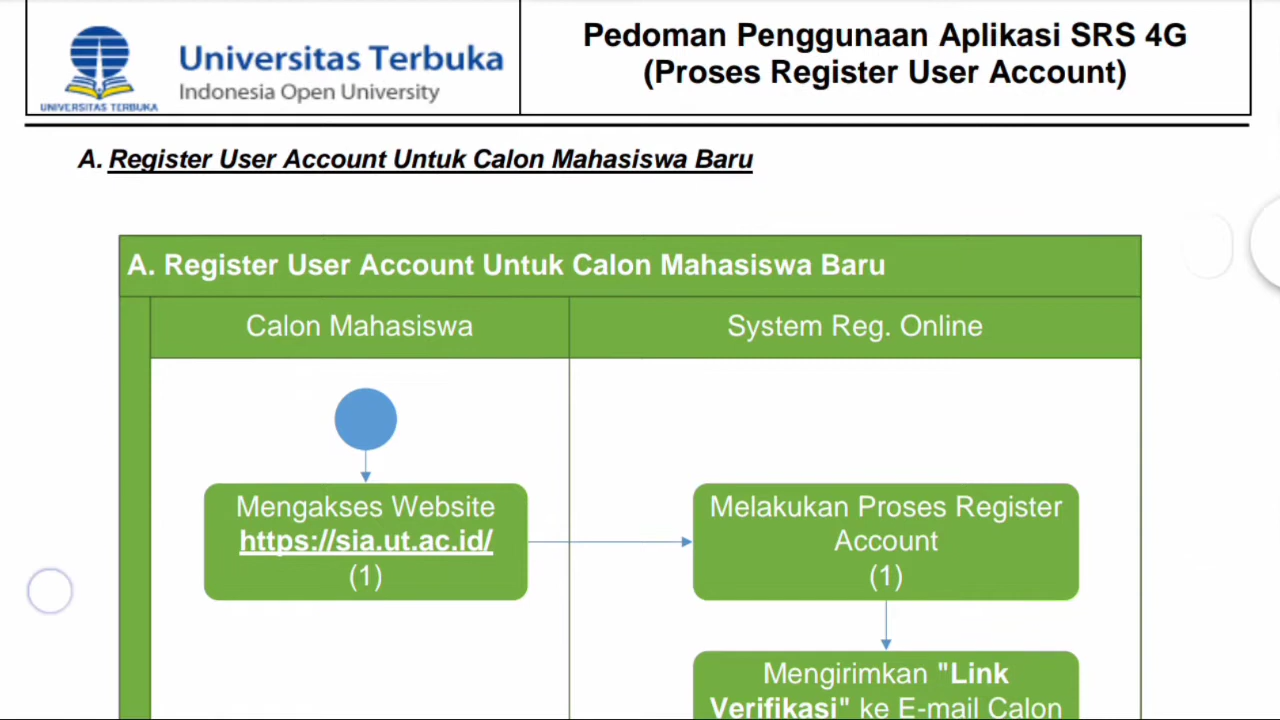 Universitas Terbuka
Indonesia Open University
UNIVERSITAS TERBUKA
Pedoman Penggunaan Aplikasi SRS 4G
(Proses Register User Account)
A. Register User Account Untuk Calon Mahasiswa Baru
A. Register User Account Untuk Calon Mahasiswa Baru
Calon Mahasiswa
System Reg. Online
Mengakses Website
https://sia.ut.ac.id/
(1)
Melakukan Proses Register
Account
(1)
Mengirimkan "Link
Verifikasi" ke E-mail Calon